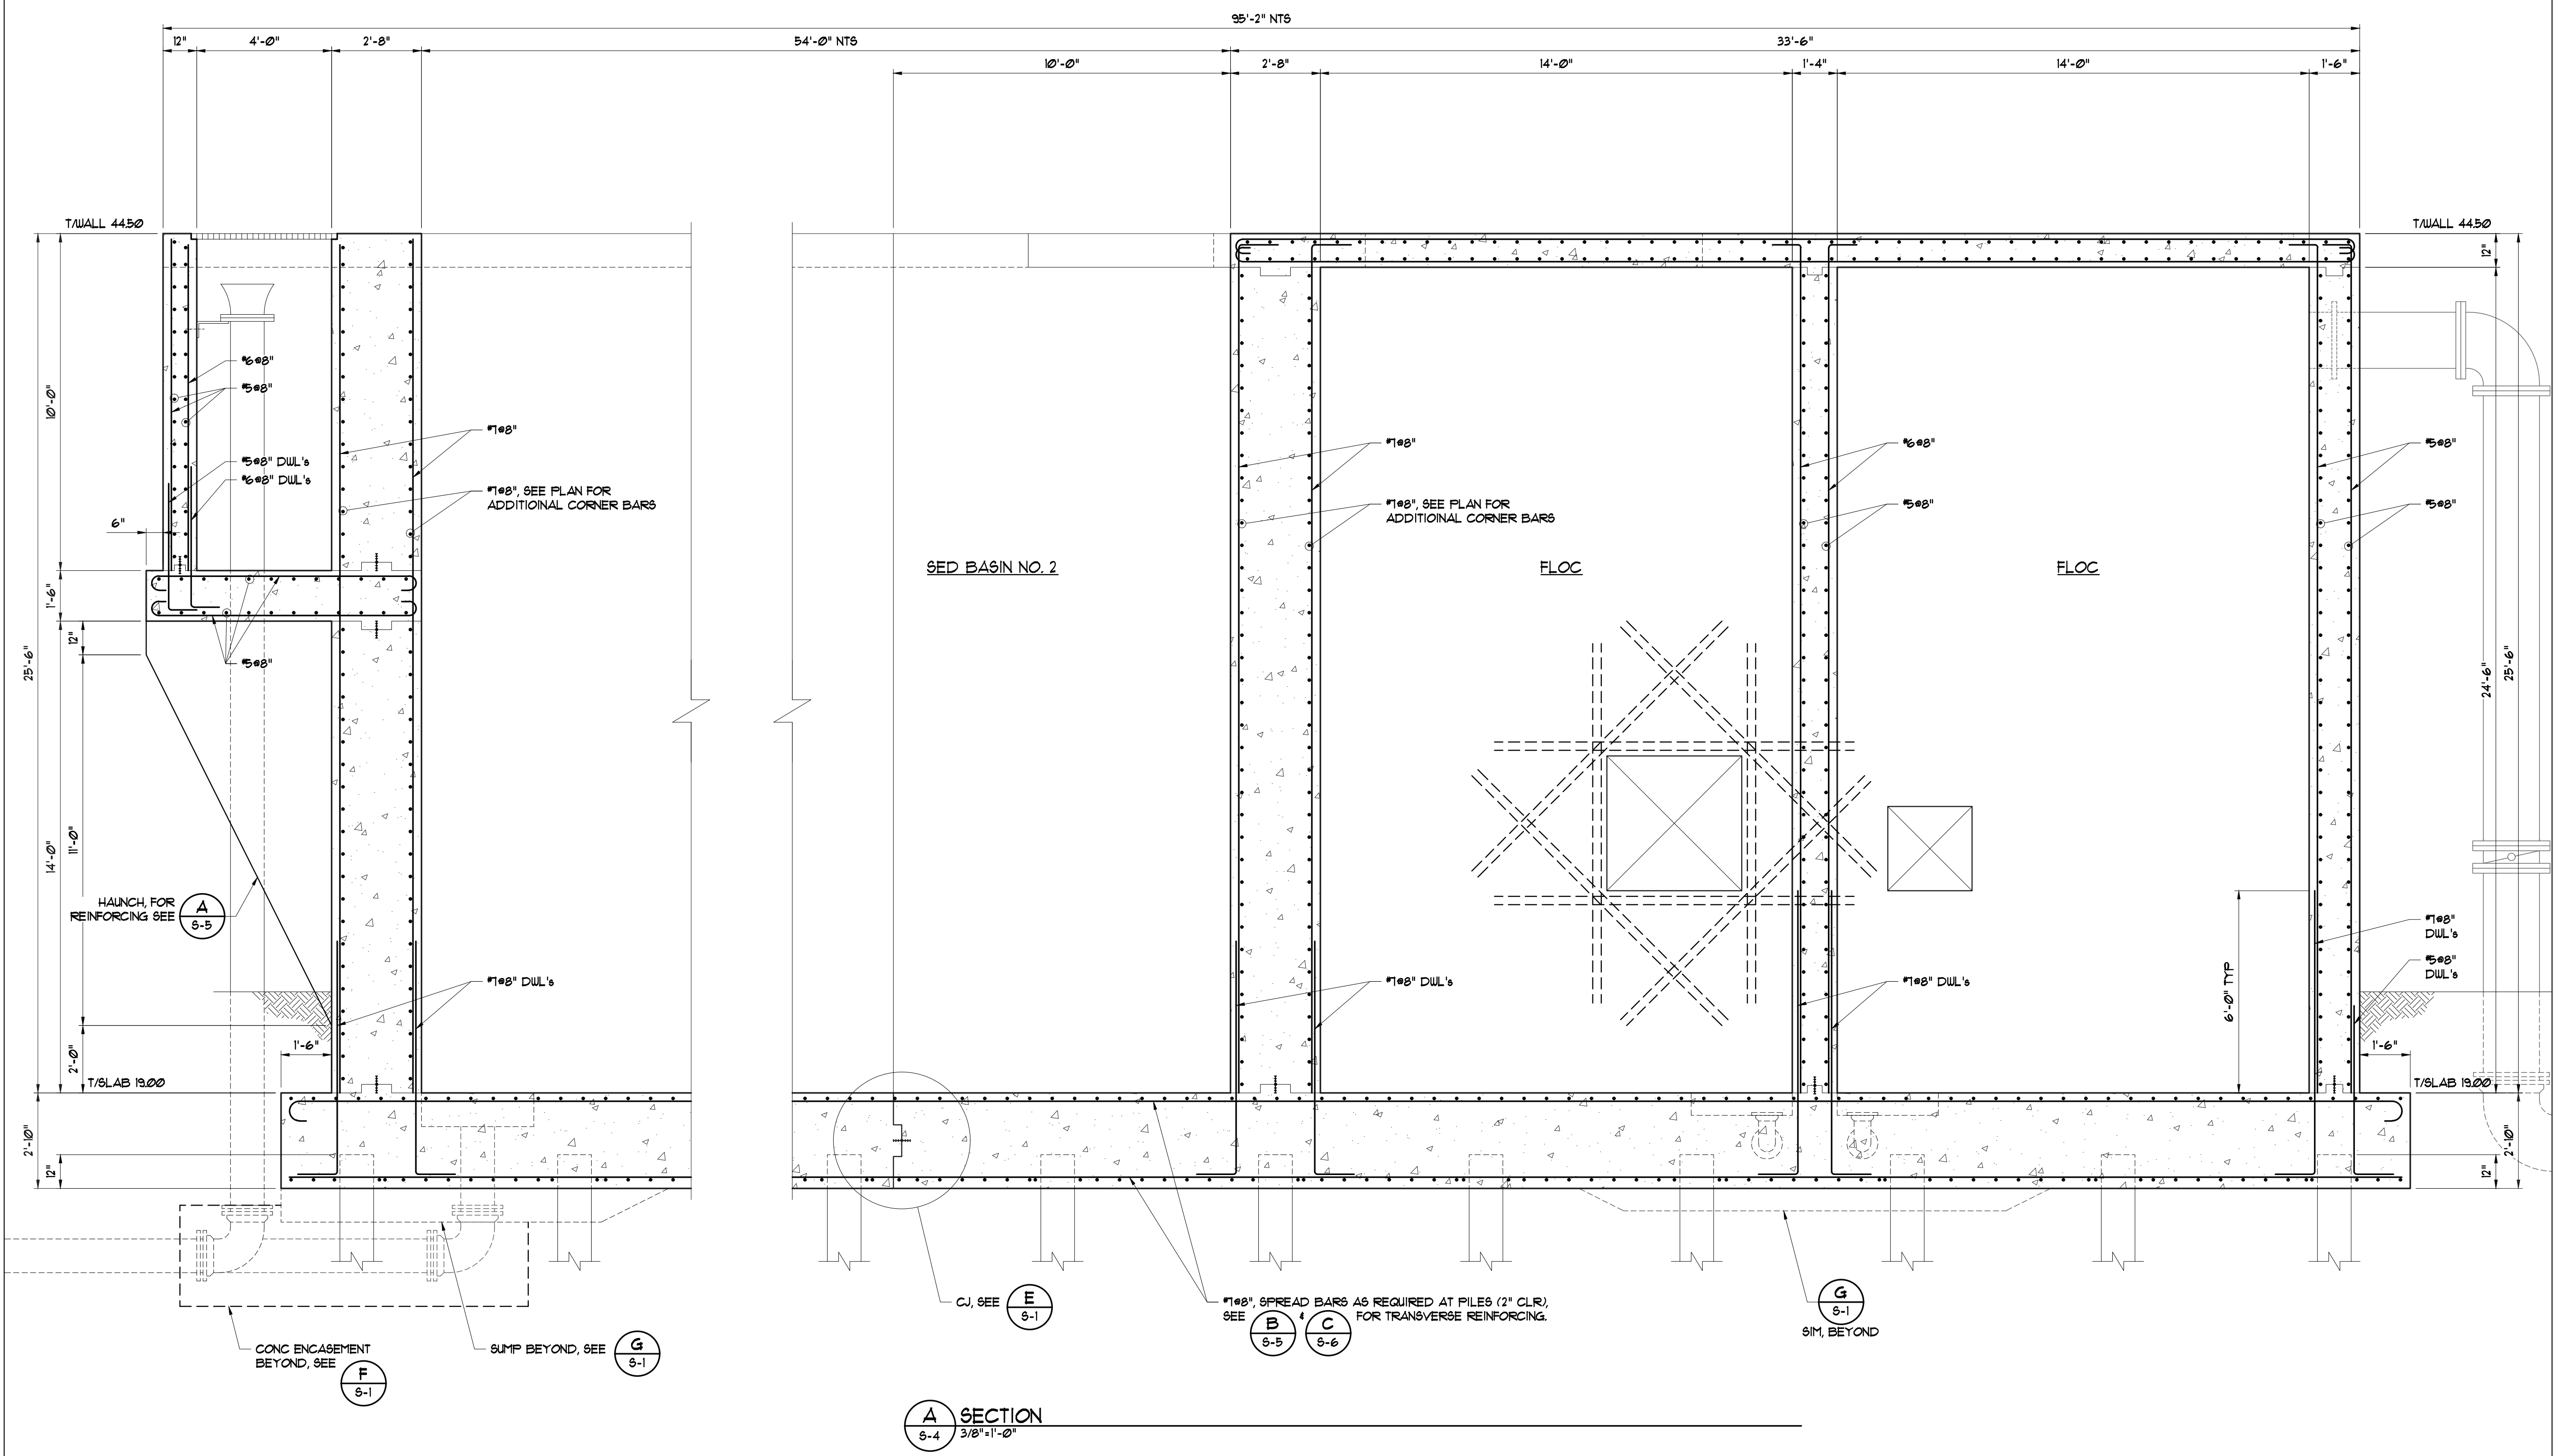 95'-2" NTS
12"
4'-0"
2'-8"
54'-0" NTS
33'-6"
10'-0"
2'-8"
14'-0"
1'-4"
14'-0"
1'-6"
T/WALL 44.50
T/WALL 44.50
12"
10'-0"
#6@8"
#5@8"
#7@8"
#7@8"
#6@8"
#5@8"
#5@8" DWL's
#6@8" DWL's
#7@8", SEE PLAN FOR
ADDITIOINAL CORNER BARS
#7@8", SEE PLAN FOR
ADDITIOINAL CORNER BARS
#5@8"
#5@8"
6"
SED BASIN NO. 2
FLOC
FLOC
1'-6"
12"
#5@8"
25'-6"
24'-6"
25'-6"
14'-0"
11'-0"
HAUNCH, FOR
REINFORCING SEE
A
S-5
#7@8"
DWL's
#5@8"
DWL's
#7@8" DWL's
#7@8" DWL's
#7@8" DWL's
6'-0" TYP
1'-6"
1'-6"
2'-0"
T/SLAB 19.00
T/SLAB 19.00
2'-10"
12"
2'-10"
12"
CJ, SEE
E
S-1
#7@8", SPREAD BARS AS REQUIRED AT PILES (2" CLR),
SEE
B
S-5
&
C
S-6
FOR TRANSVERSE REINFORCING.
G
S-1
SIM, BEYOND
CONC ENCASEMENT
BEYOND, SEE
F
S-1
SUMP BEYOND, SEE
G
S-1
A
S-4
SECTION
3/8"=1'-0"